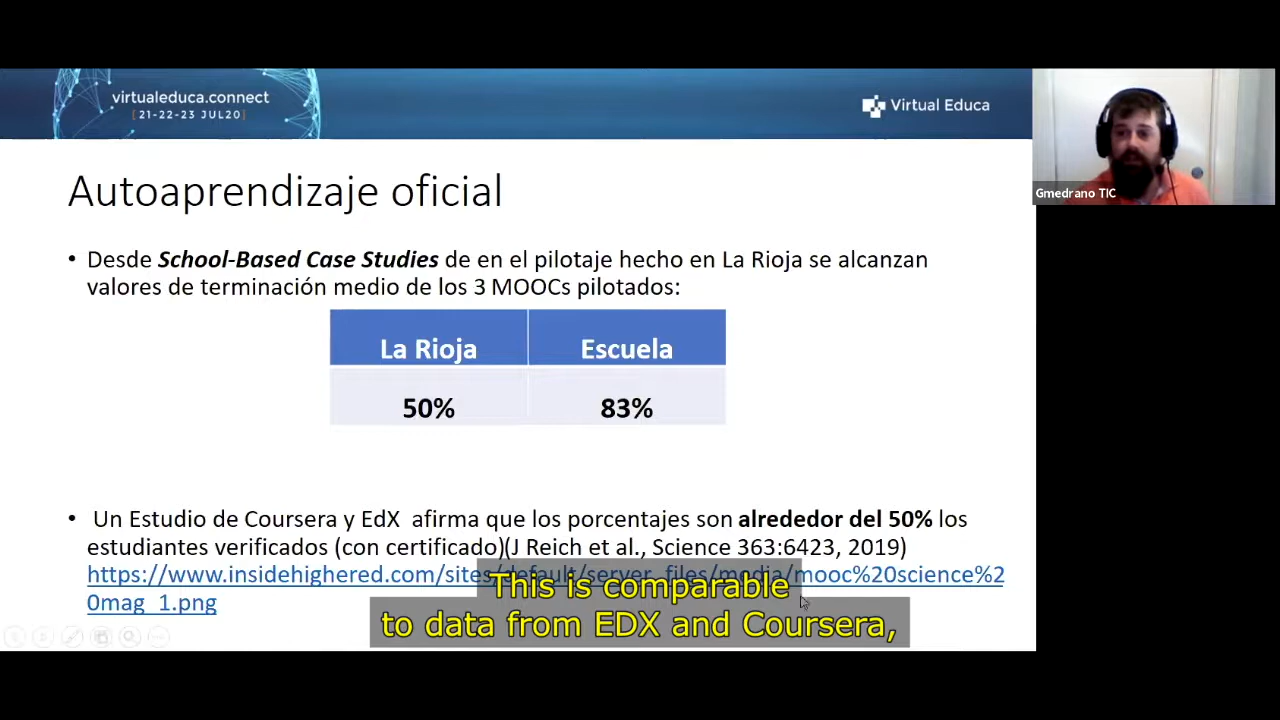 virtualeduca.connect
[21-22-23 JUL20]
Virtual Educa
Gmedrano TIC
Autoaprendizaje oficial
• Desde School-Based Case Studies de en el pilotaje hecho en La Rioja se alcanzan
valores de terminación medio de los 3 MOOCs pilotados:
La Rioja Escuela
50% 83%
• Un Estudio de Coursera y EdX afirma que los porcentajes son alrededor del 50% los
estudiantes verificados (con certificado)(J Reich et al., Science 363:6423, 2019)
https://www.insidehighered.com/sites/default/server_files/media/mooc%20science%2
0mag_1.png
This is comparable
to data from EDX and Coursera,